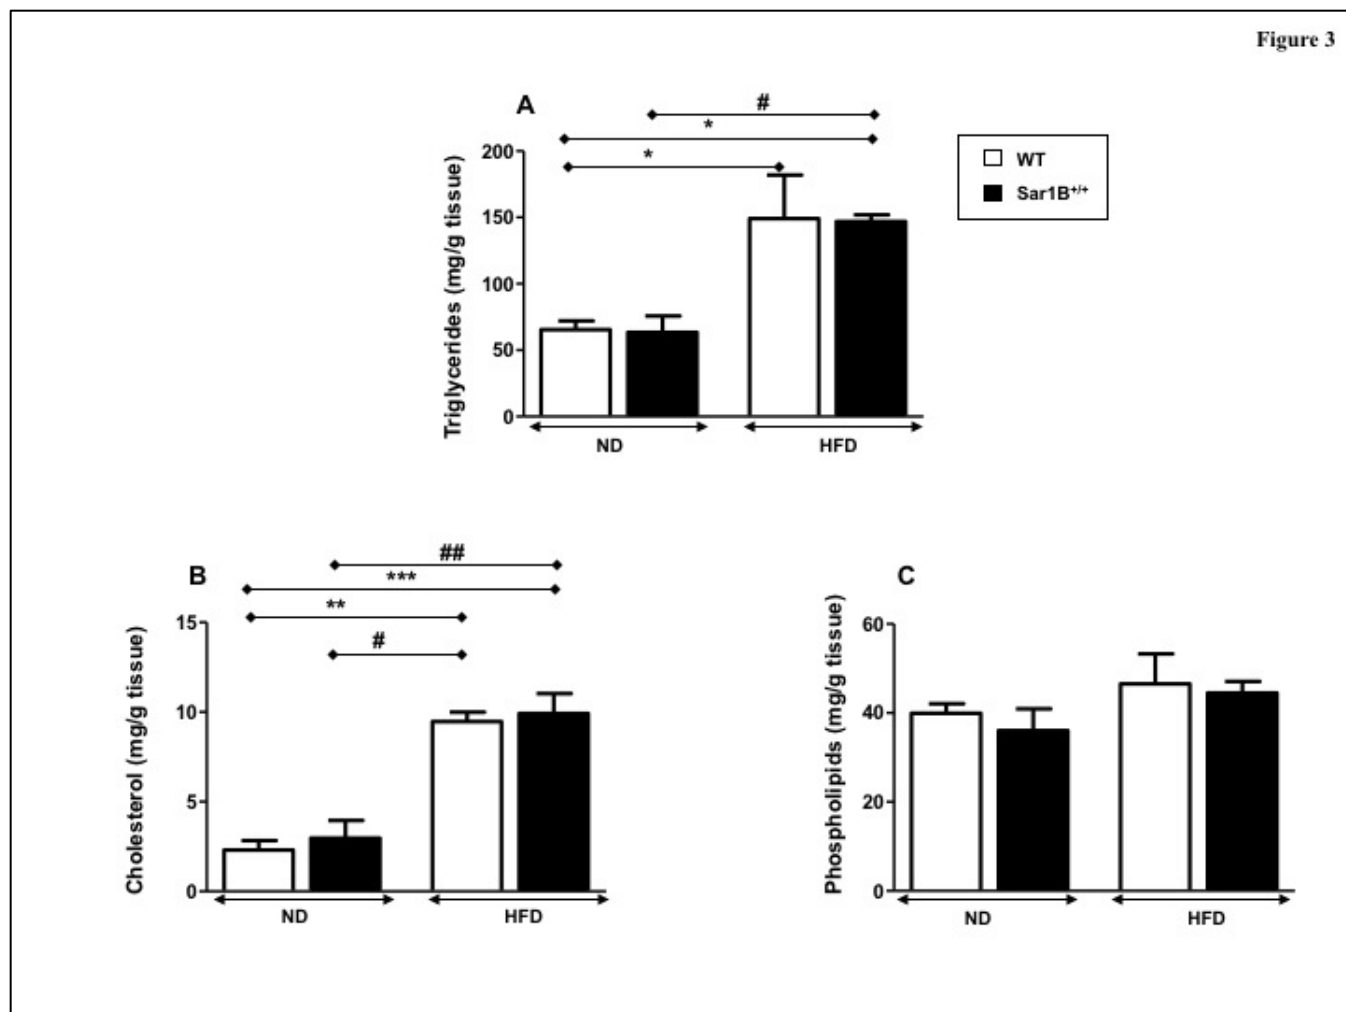 Figure 3
A
#
*
*
WT
Sar1B+/+
Triglycerides (mg/g tissue)
200
150
100
50
0
ND
HFD
B
##
***
**
#
Cholesterol (mg/g tissue)
15
10
5
0
ND
HFD
C
Phospholipids (mg/g tissue)
60
40
20
0
ND
HFD